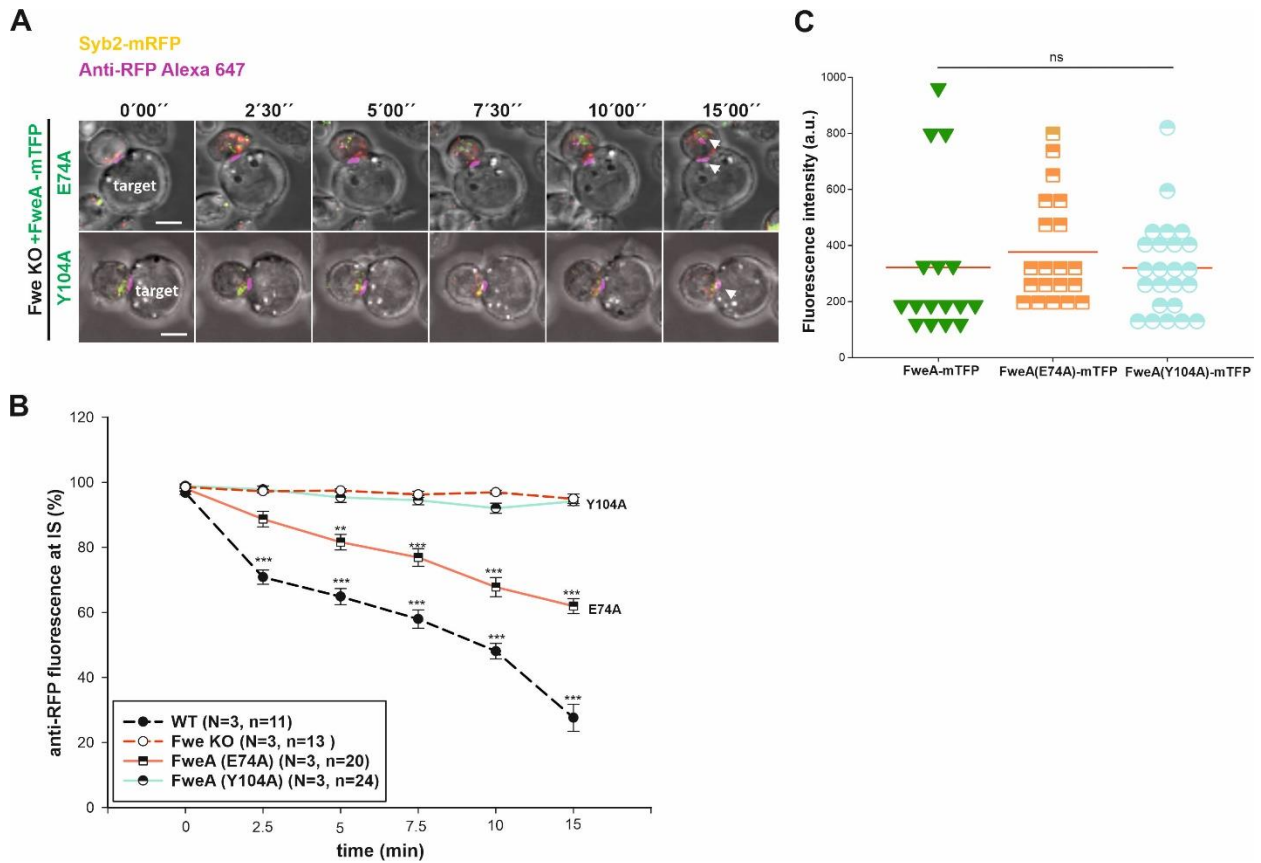 A
Syb2-mRFP
Anti-RFP Alexa 647
0´00´´ 2´30´´ 5´00´´ 7´30´´ 10´00´´ 15´00´´
Fwe KO +FweA -mTFP
E74A
target
Y104A
target
B
anti-RFP fluorescence at IS (%)
120
100
80
60
40
20
0
*** *** *** *** ***
** *** *** ***
Y104A
E74A
WT (N=3, n=11)
Fwe KO (N=3, n=13 )
FweA (E74A) (N=3, n=20)
FweA (Y104A) (N=3, n=24)
0 2.5 5 7.5 10 15
time (min)
C
ns
Fluorescence intensity (a.u.)
1000
800
600
400
200
0
FweA-mTFP FweA(E74A)-mTFP FweA(Y104A)-mTFP